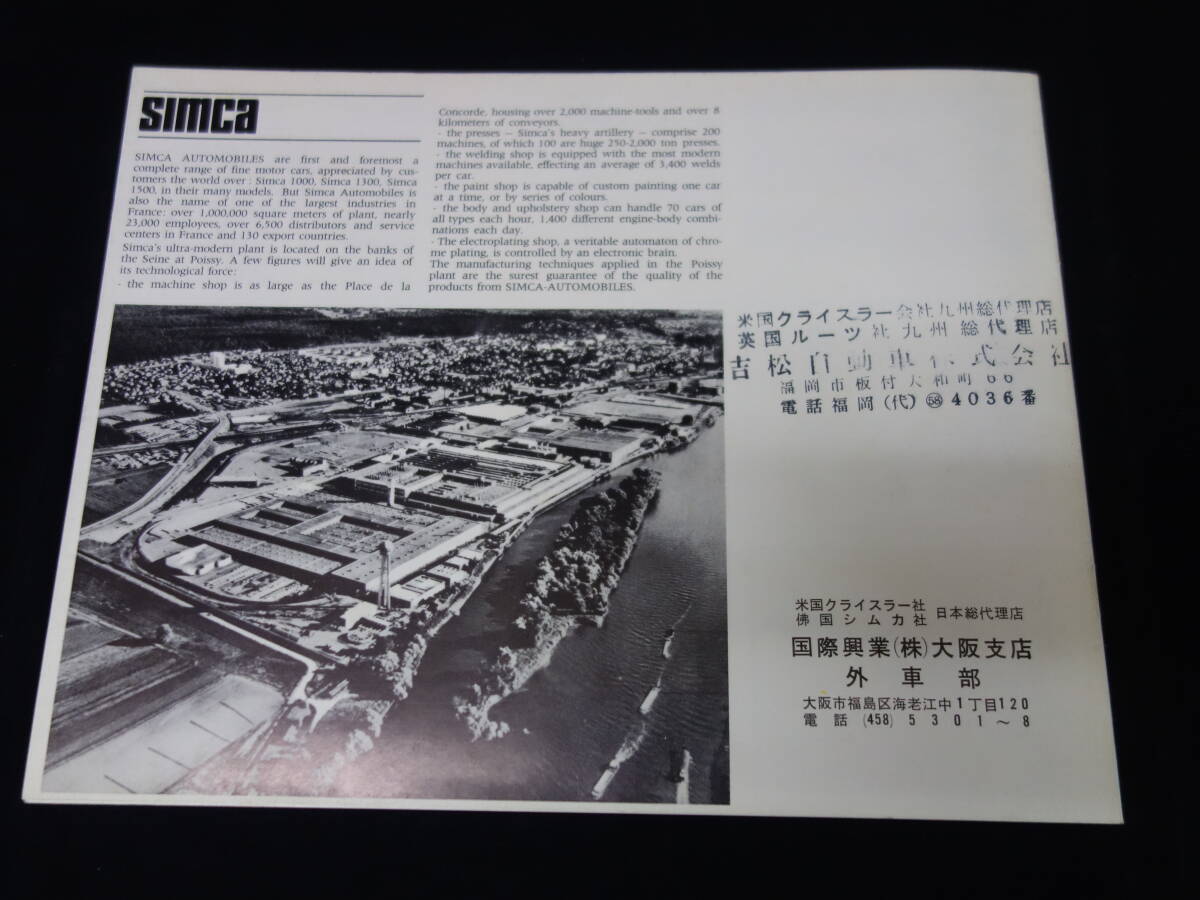 simca
SIMCA AUTOMOBILES are first and foremost a
complete range of fine motor cars, appreciated by cus-
tomers the world over : Simca 1000, Simca 1300, Simca
1500, in their many models. But Simca Automobiles is
also the name of one of the largest industries in
France: over 1,000,000 square meters of plant, nearly
23,000 employees, over 6,500 distributors and service
centers in France and 130 export countries.
Simca's ultra-modern plant is located on the banks of
the Seine at Poissy. A few figures will give an idea of
its technological force:
- the machine shop is as large as the Place de la
Concorde, housing over 2,000 machine-tools and over 8
kilometers of conveyors.
- the presses — Simca's heavy artillery — comprise 200
machines, of which 100 are huge 250-2,000 ton presses.
- the welding shop is equipped with the most modern
machines available, effecting an average of 3,400 welds
per car.
- the paint shop is capable of custom painting one car
at a time, or by series of colours.
- the body and upholstery shop can handle 70 cars of
all types each hour, 1,400 different engine-body combi-
nations each day.
- The electroplating shop, a veritable automaton of chro-
me plating, is controlled by an electronic brain.
The manufacturing techniques applied in the Poissy
plant are the surest guarantee of the quality of the
products from SIMCA-AUTOMOBILES.
米国クライスラー会社九州総代理店
英国ルーツ社九州総代理店
吉松自動車株式会社
福岡市板付大和町66
電話福岡(代)58 4036番
米国クライスラー社
佛国シムカ社 日本総代理店
国際興業(株)大阪支店
外車部
大阪市福島区海老江中1丁目120
電話 (458) 5301~8